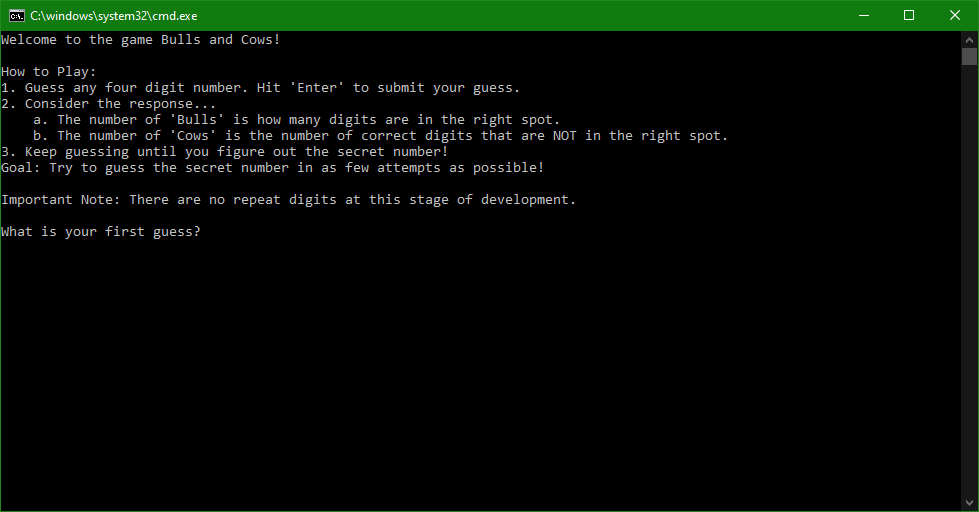 C:\windows\system32\cmd.exe
Welcome to the game Bulls and Cows!
How to Play:
1. Guess any four digit number. Hit 'Enter' to submit your guess.
2. Consider the response...
a. The number of 'Bulls' is how many digits are in the right spot.
b. The number of 'Cows' is the number of correct digits that are NOT in the right spot.
3. Keep guessing until you figure out the secret number!
Goal: Try to guess the secret number in as few attempts as possible!
Important Note: There are no repeat digits at this stage of development.
What is your first guess?